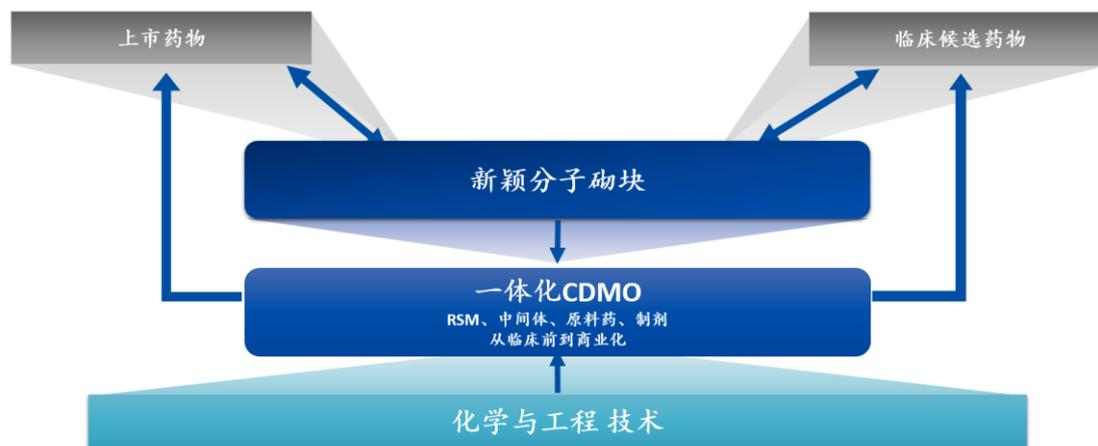 上市药物
临床候选药物
新颖分子砌块
一体化CDMO
RSM、中间体、原料药、制剂
从临床前到商业化
化学与工程 技术